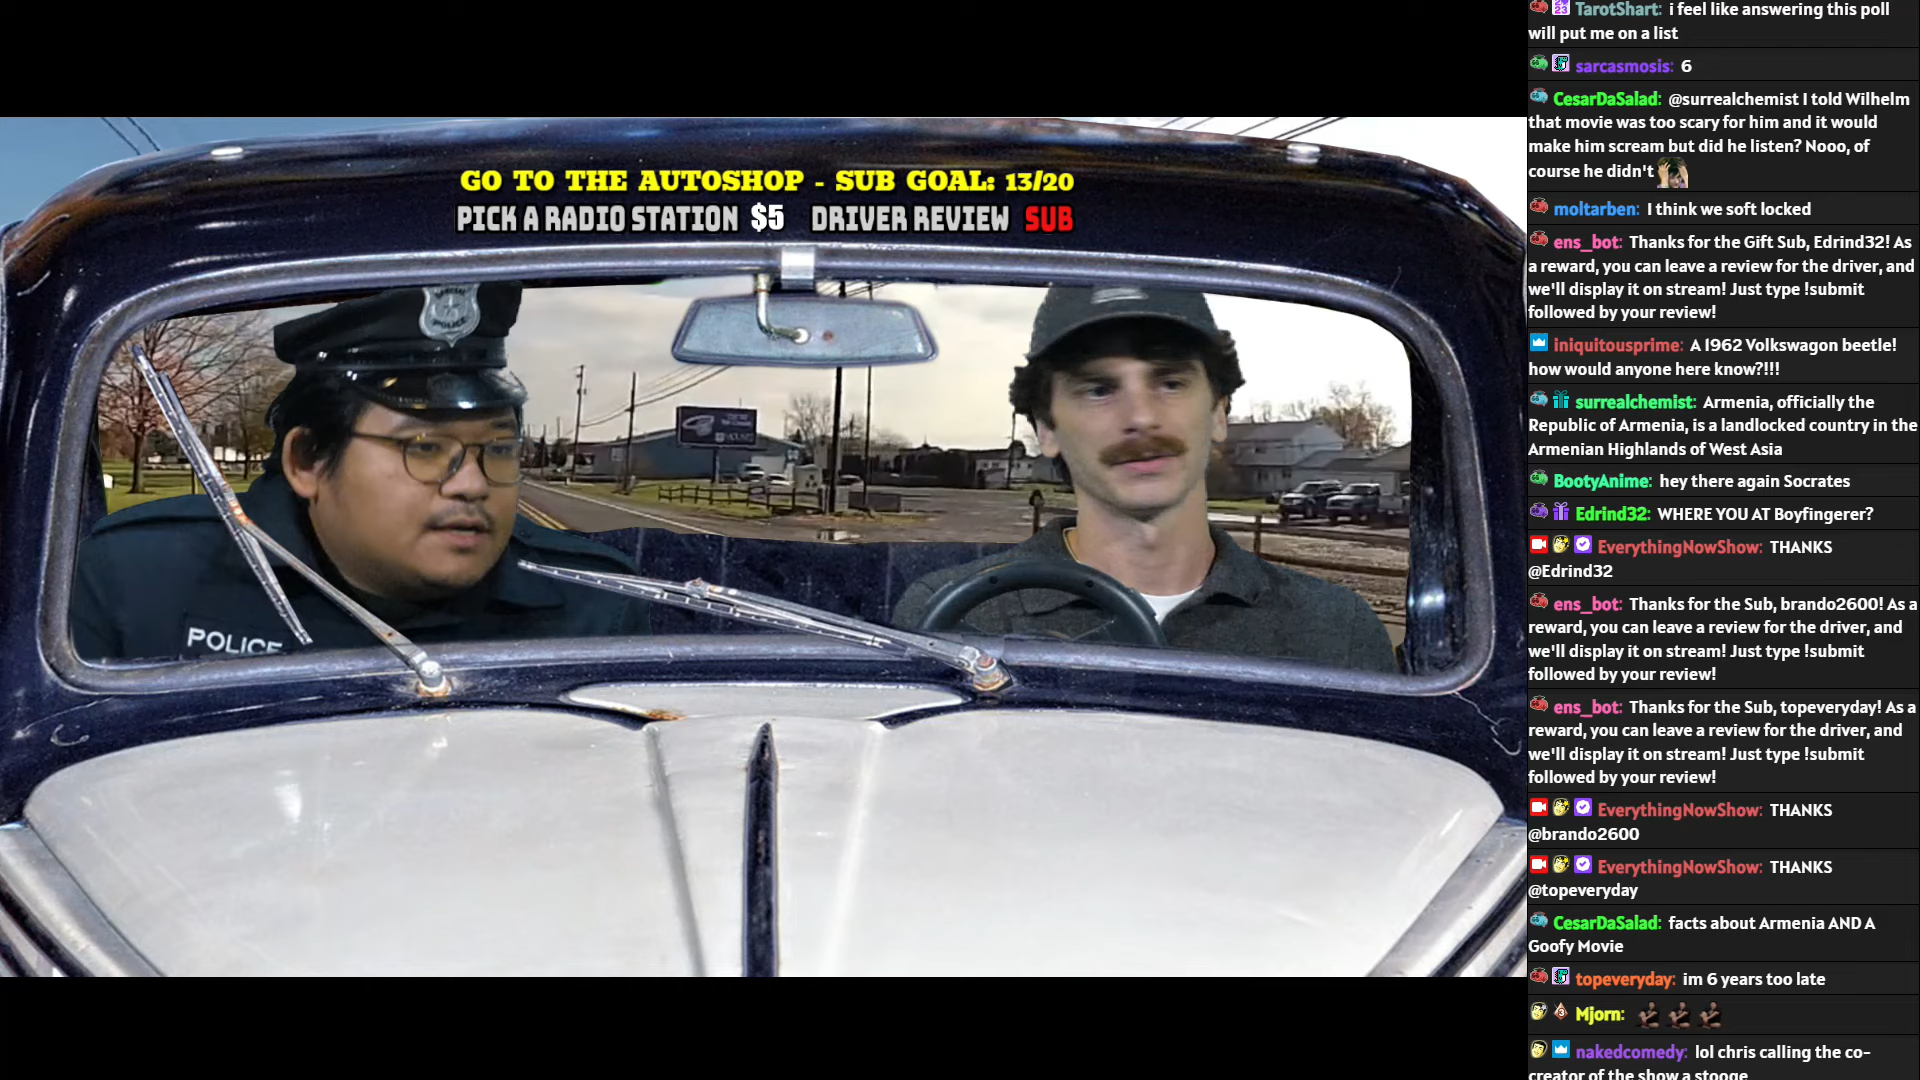 GO TO THE AUTOSHOP - SUB GOAL: 13/20
PICK A RADIO STATION $5 DRIVER REVIEW SUB
POLICE
POLICE
TarotShart: i feel like answering this poll
will put me on a list
sarcasmosis: 6
CesarDaSalad: @surrealchemist I told Wilhelm
that movie was too scary for him and it would
make him scream but did he listen? Nooo, of
course he didn't
moltarben: I think we soft locked
ens_bot: Thanks for the Gift Sub, Edrind32! As
a reward, you can leave a review for the driver, and
we'll display it on stream! Just type !submit
followed by your review!
iniquitousprime: A 1962 Volkswagon beetle!
how would anyone here know?!!!
surrealchemist: Armenia, officially the
Republic of Armenia, is a landlocked country in the
Armenian Highlands of West Asia
BootyAnime: hey there again Socrates
Edrind32: WHERE YOU AT Boyfingerer?
EverythingNowShow: THANKS
@Edrind32
ens_bot: Thanks for the Sub, brando2600! As a
reward, you can leave a review for the driver, and
we'll display it on stream! Just type !submit
followed by your review!
ens_bot: Thanks for the Sub, topeveryday! As a
reward, you can leave a review for the driver, and
we'll display it on stream! Just type !submit
followed by your review!
EverythingNowShow: THANKS
@brando2600
EverythingNowShow: THANKS
@topeveryday
CesarDaSalad: facts about Armenia AND A
Goofy Movie
topeveryday: im 6 years too late
Mjorn:
nakedcomedy: lol chris calling the co-
creator of the show a stooge